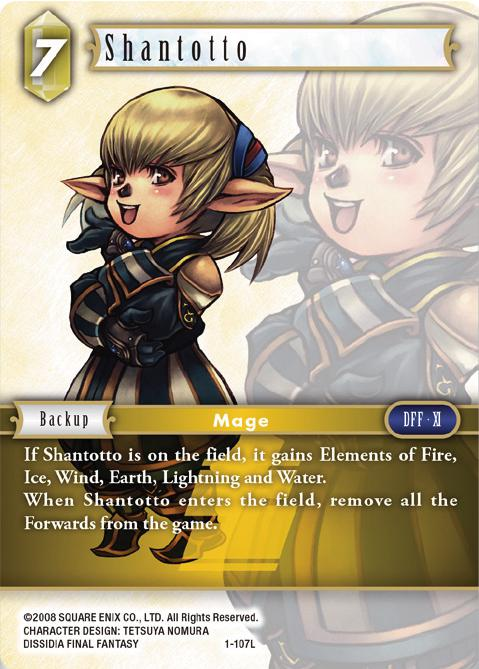 7
Shantotto
Backup
Mage
DFF · XI
If Shantotto is on the field, it gains Elements of Fire,
Ice, Wind, Earth, Lightning and Water.
When Shantotto enters the field, remove all the
Forwards from the game.
©2008 SQUARE ENIX CO., LTD. All Rights Reserved.
CHARACTER DESIGN: TETSUYA NOMURA
DISSIDIA FINAL FANTASY
1-107L